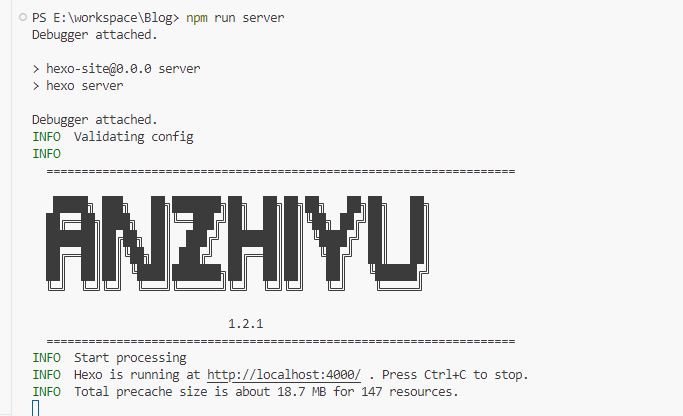 PS E:\workspace\Blog> npm run server
Debugger attached.
> hexo-site@0.0.0 server
> hexo server
Debugger attached.
INFO  Validating config
INFO
===================================================================
ANZHIYU
1.2.1
===================================================================
INFO  Start processing
INFO  Hexo is running at http://localhost:4000/ . Press Ctrl+C to stop.
INFO  Total precache size is about 18.7 MB for 147 resources.